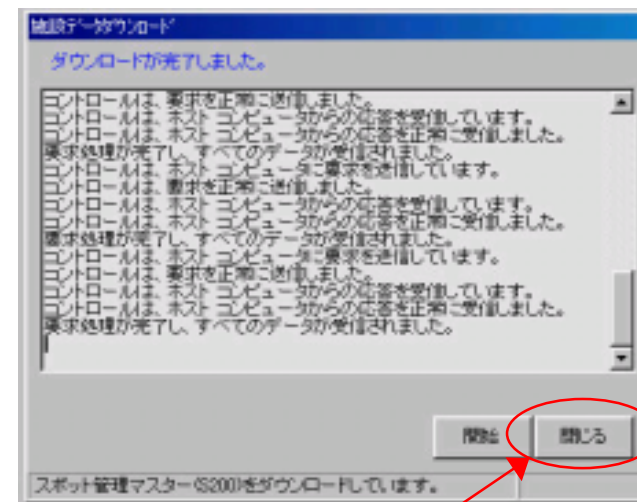 施設データダウンロード
ダウンロードが完了しました。
コントロールは、要求を正常に送信しました。
コントロールは、ホスト コンピュータからの応答を受信しています。
コントロールは、ホスト コンピュータからの応答を正常に受信しました。
要求処理が完了し、すべてのデータが受信されました。
コントロールは、ホスト コンピュータに要求を送信しています。
コントロールは、要求を正常に送信しました。
コントロールは、ホスト コンピュータからの応答を受信しています。
コントロールは、ホスト コンピュータからの応答を正常に受信しました。
要求処理が完了し、すべてのデータが受信されました。
コントロールは、ホスト コンピュータに要求を送信しています。
コントロールは、要求を正常に送信しました。
コントロールは、ホスト コンピュータからの応答を受信しています。
コントロールは、ホスト コンピュータからの応答を正常に受信しました。
要求処理が完了し、すべてのデータが受信されました。
開始
閉じる
スポット管理マスター(S200)をダウンロードしています。